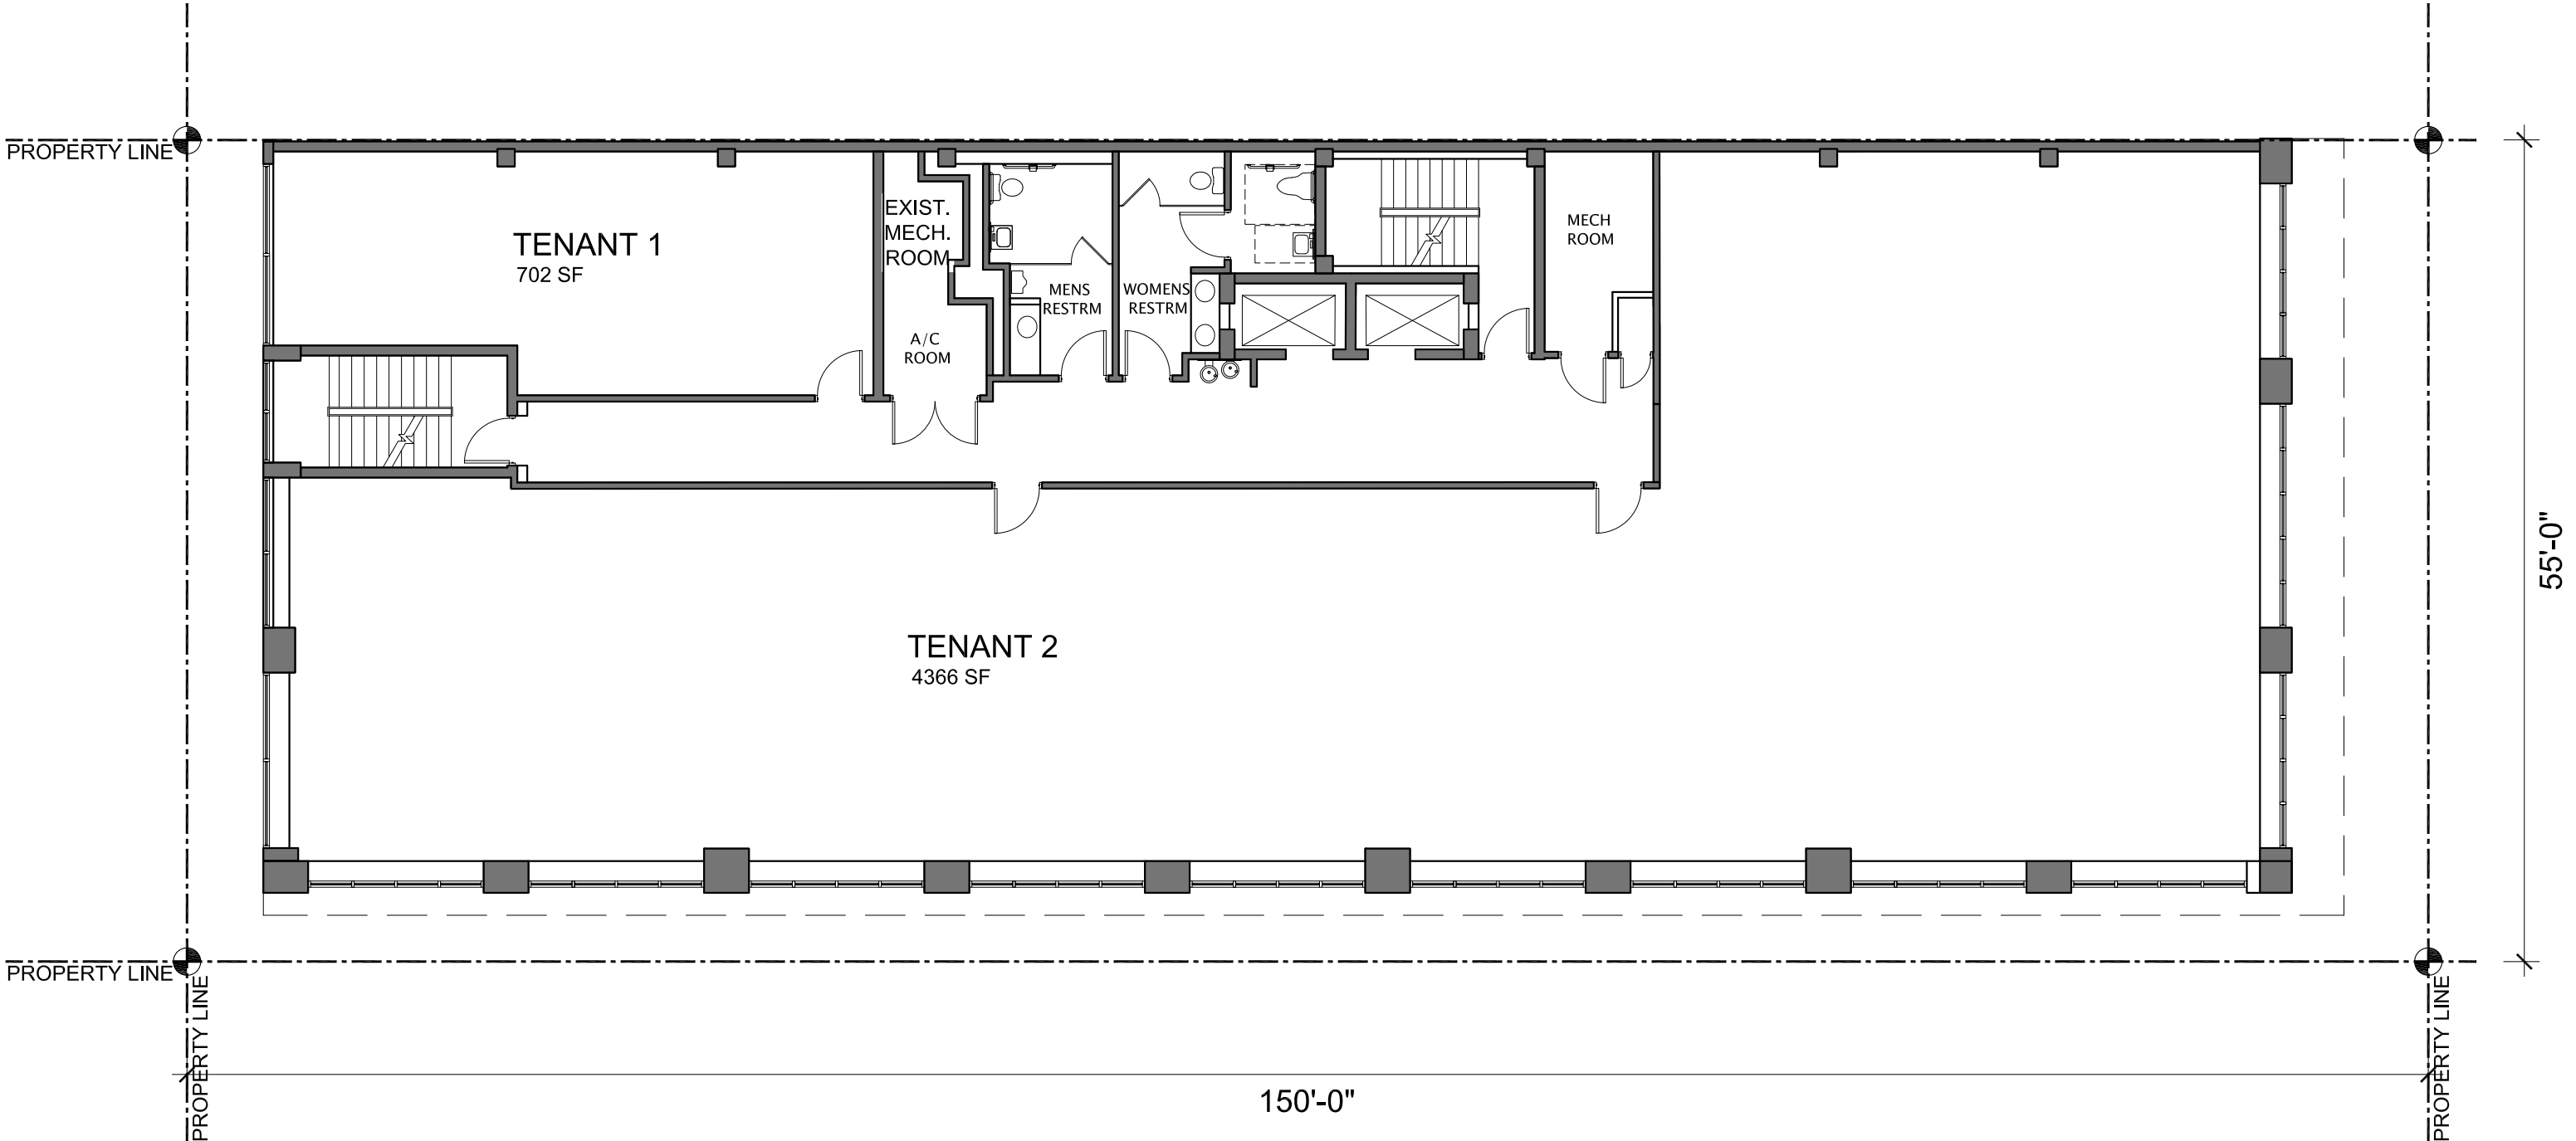 PROPERTY LINE
TENANT 1
702 SF
EXIST.
MECH.
ROOM
A/C
ROOM
MENS
RESTRM
WOMENS
RESTRM
MECH
ROOM
TENANT 2
4366 SF
55'-0"
PROPERTY LINE
PROPERTY LINE
PROPERTY LINE
150'-0"